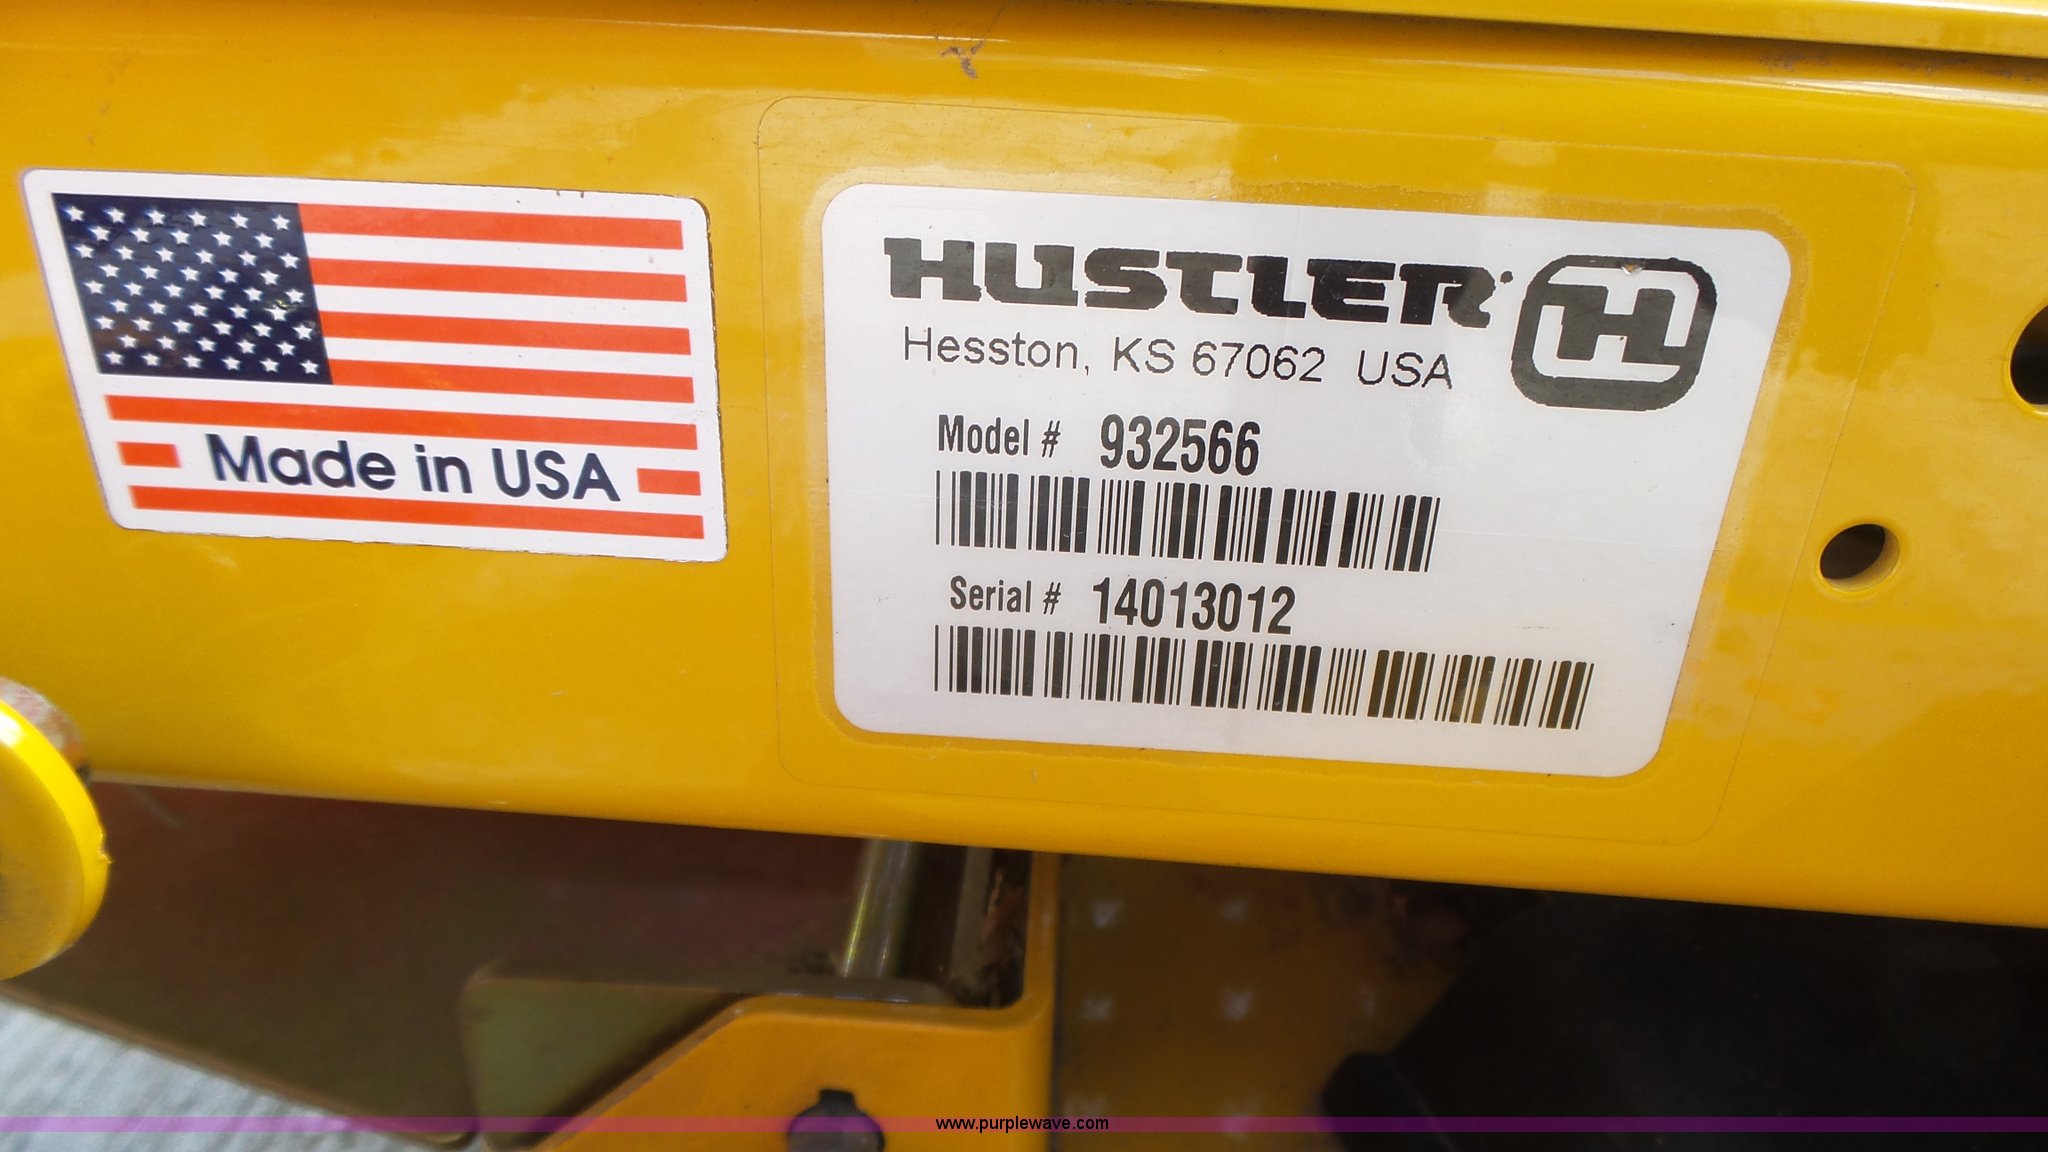 Made in USA
HUSTLER
H
Hesston, KS 67062 USA
Model # 932566
Serial # 14013012
www.purplewave.com